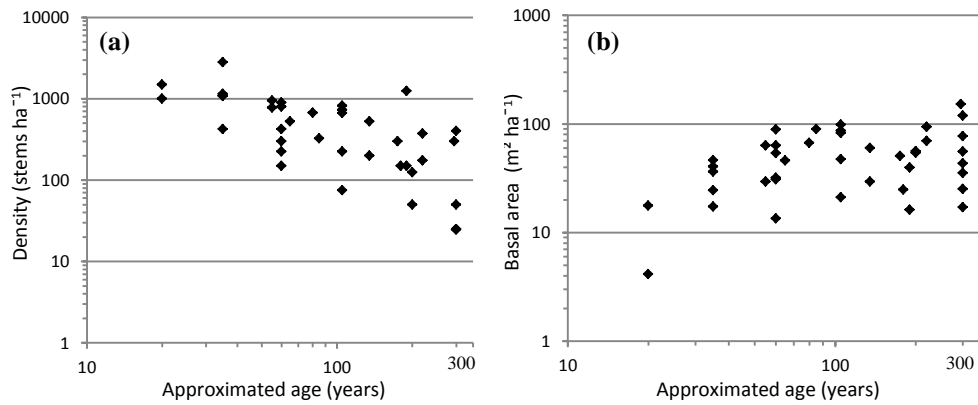 (a)
Density (stems ha⁻¹)
10000
1000
100
10
1
10
100
300
Approximated age (years)
(b)
Basal area (m² ha⁻¹)
1000
100
10
1
10
100
300
Approximated age (years)